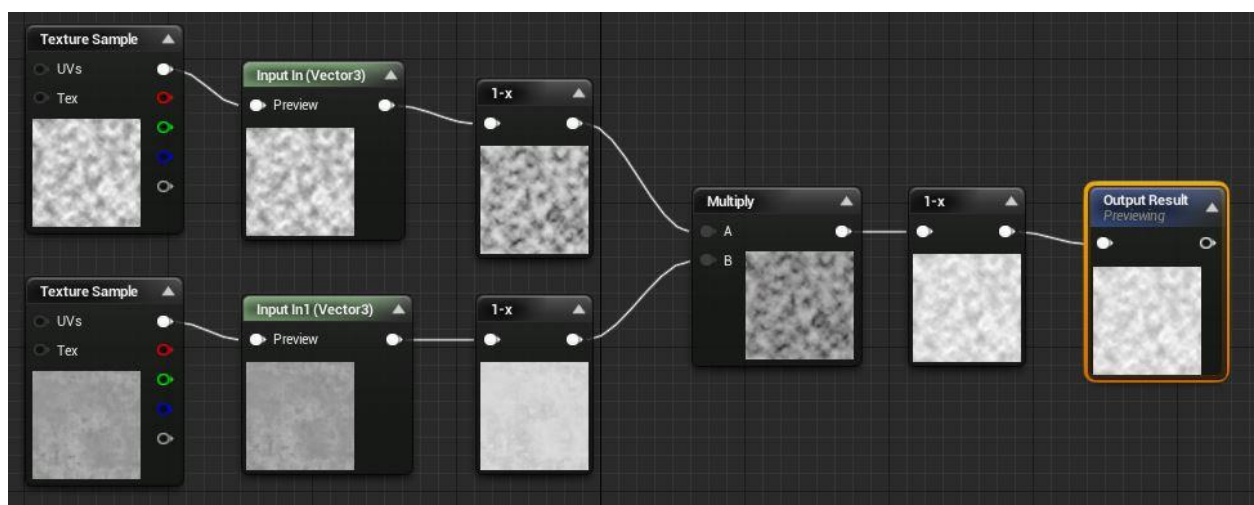 Texture Sample
UVs
Tex
Input In (Vector3)
Preview
1-x
Texture Sample
UVs
Tex
Input In1 (Vector3)
Preview
1-x
Multiply
A
B
1-x
Output Result
Previewing